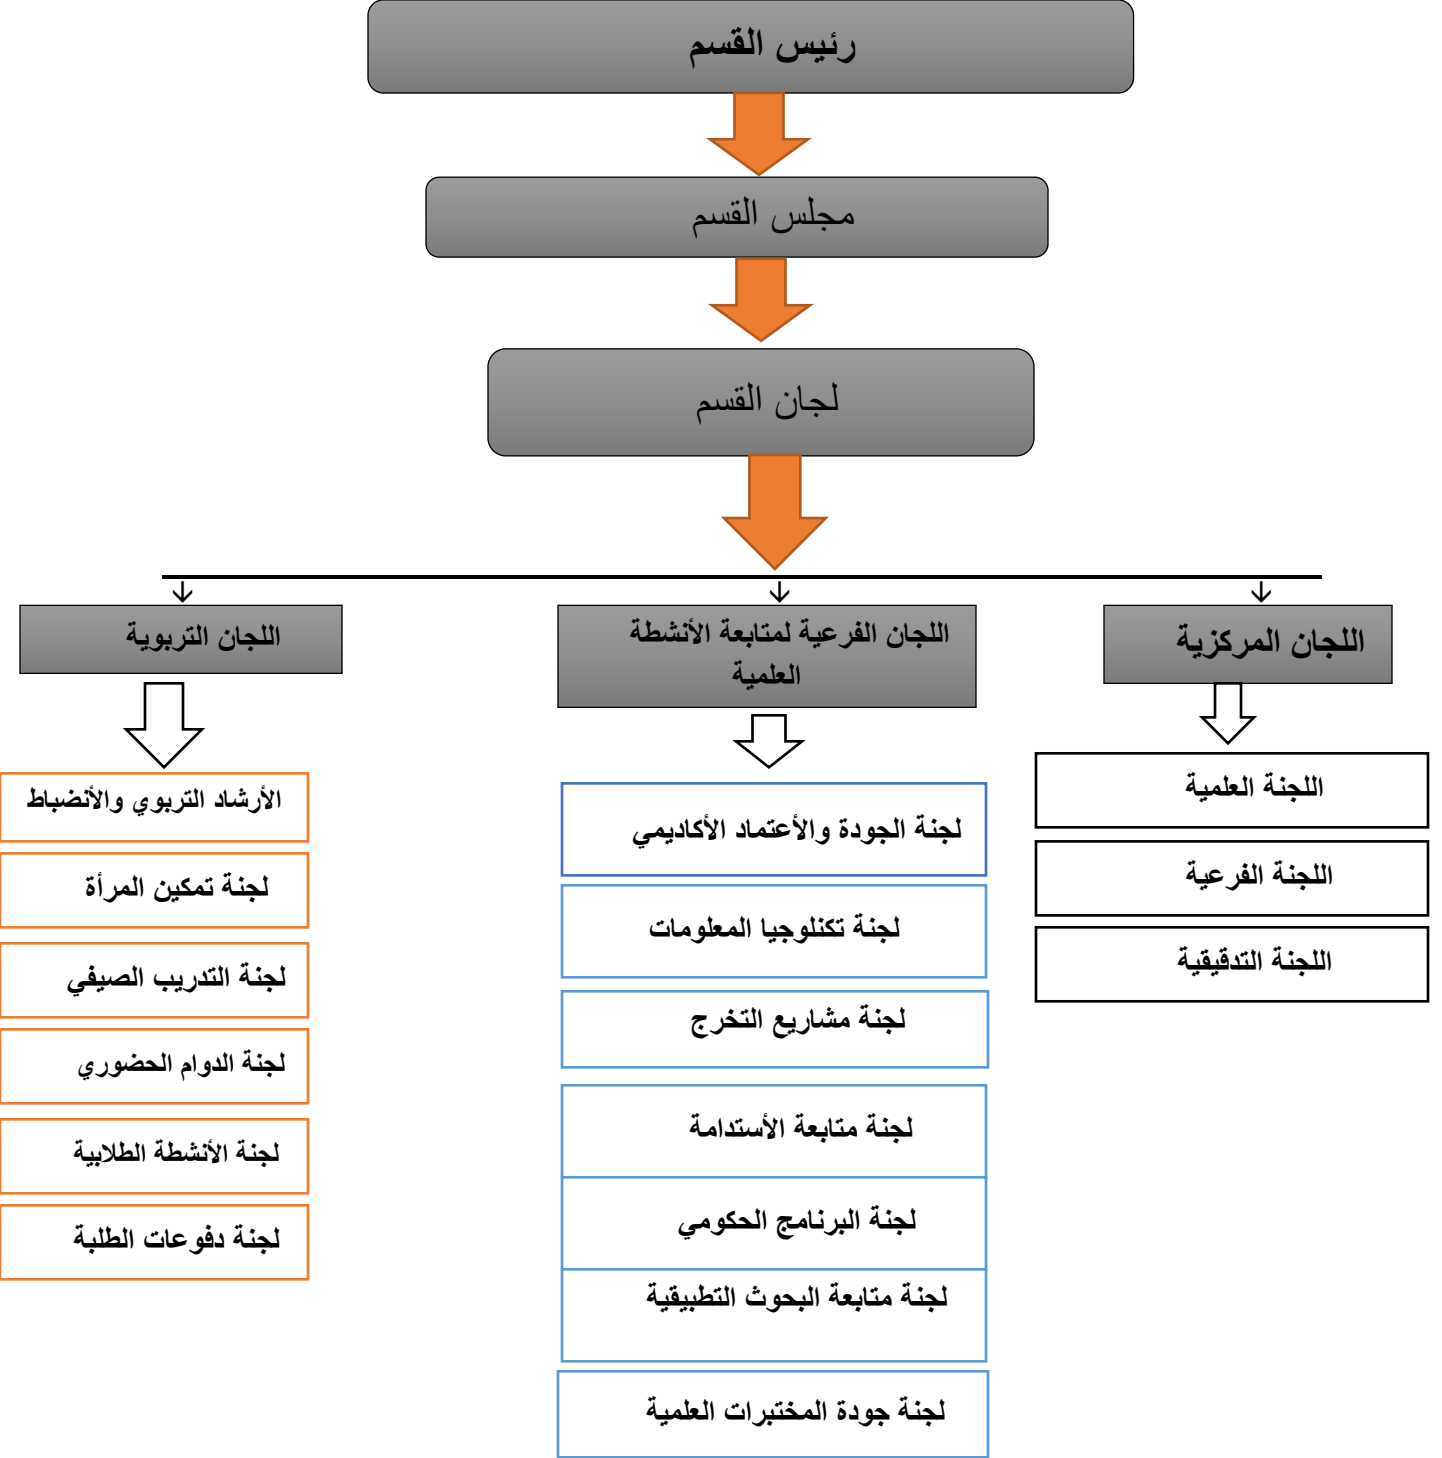 رئيس القسم
مجلس القسم
لجان القسم
اللجان المركزية
اللجنة العلمية
اللجنة الفرعية
اللجنة التدقيقية
اللجان الفرعية لمتابعة الأنشطة
العلمية
لجنة الجودة والأعتماد الأكاديمي
لجنة تكنلوجيا المعلومات
لجنة مشاريع التخرج
لجنة متابعة الأستدامة
لجنة البرنامج الحكومي
لجنة متابعة البحوث التطبيقية
لجنة جودة المختبرات العلمية
اللجان التربوية
الأرشاد التربوي والأنضباط
لجنة تمكين المرأة
لجنة التدريب الصيفي
لجنة الدوام الحضوري
لجنة الأنشطة الطلابية
لجنة دفوعات الطلبة